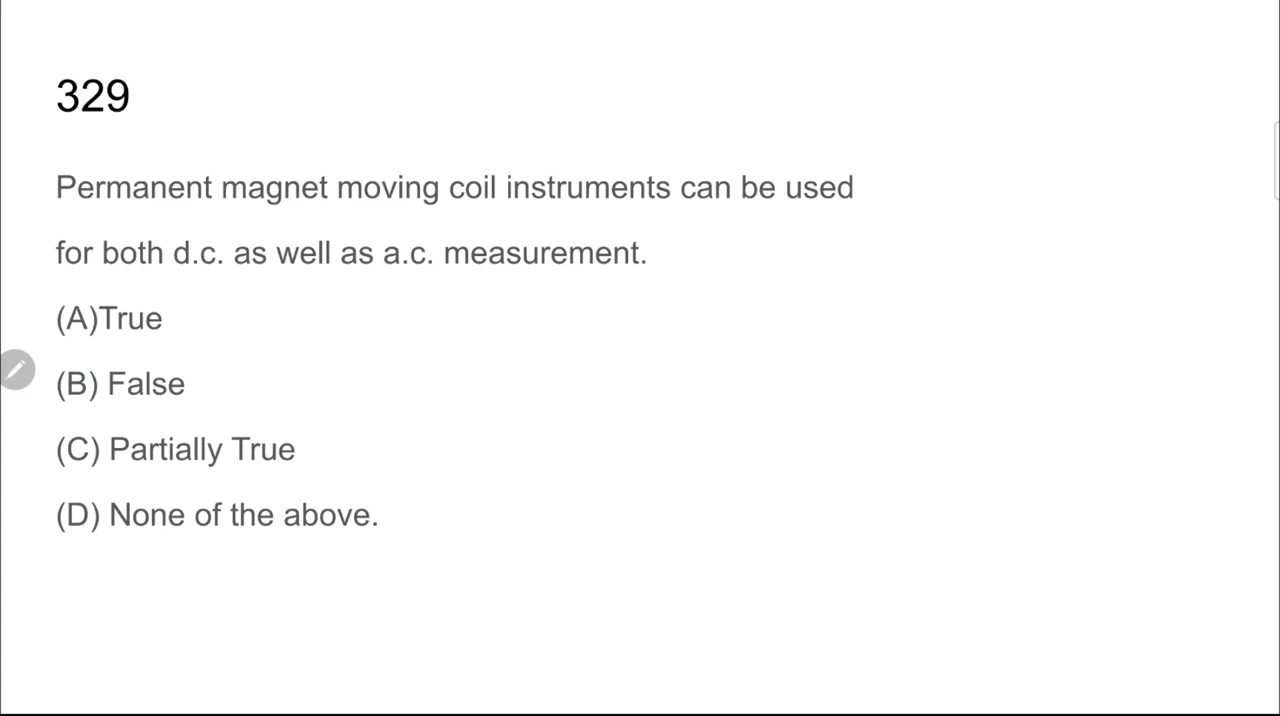 329
Permanent magnet moving coil instruments can be used
for both d.c. as well as a.c. measurement.
(A)True
(B) False
(C) Partially True
(D) None of the above.